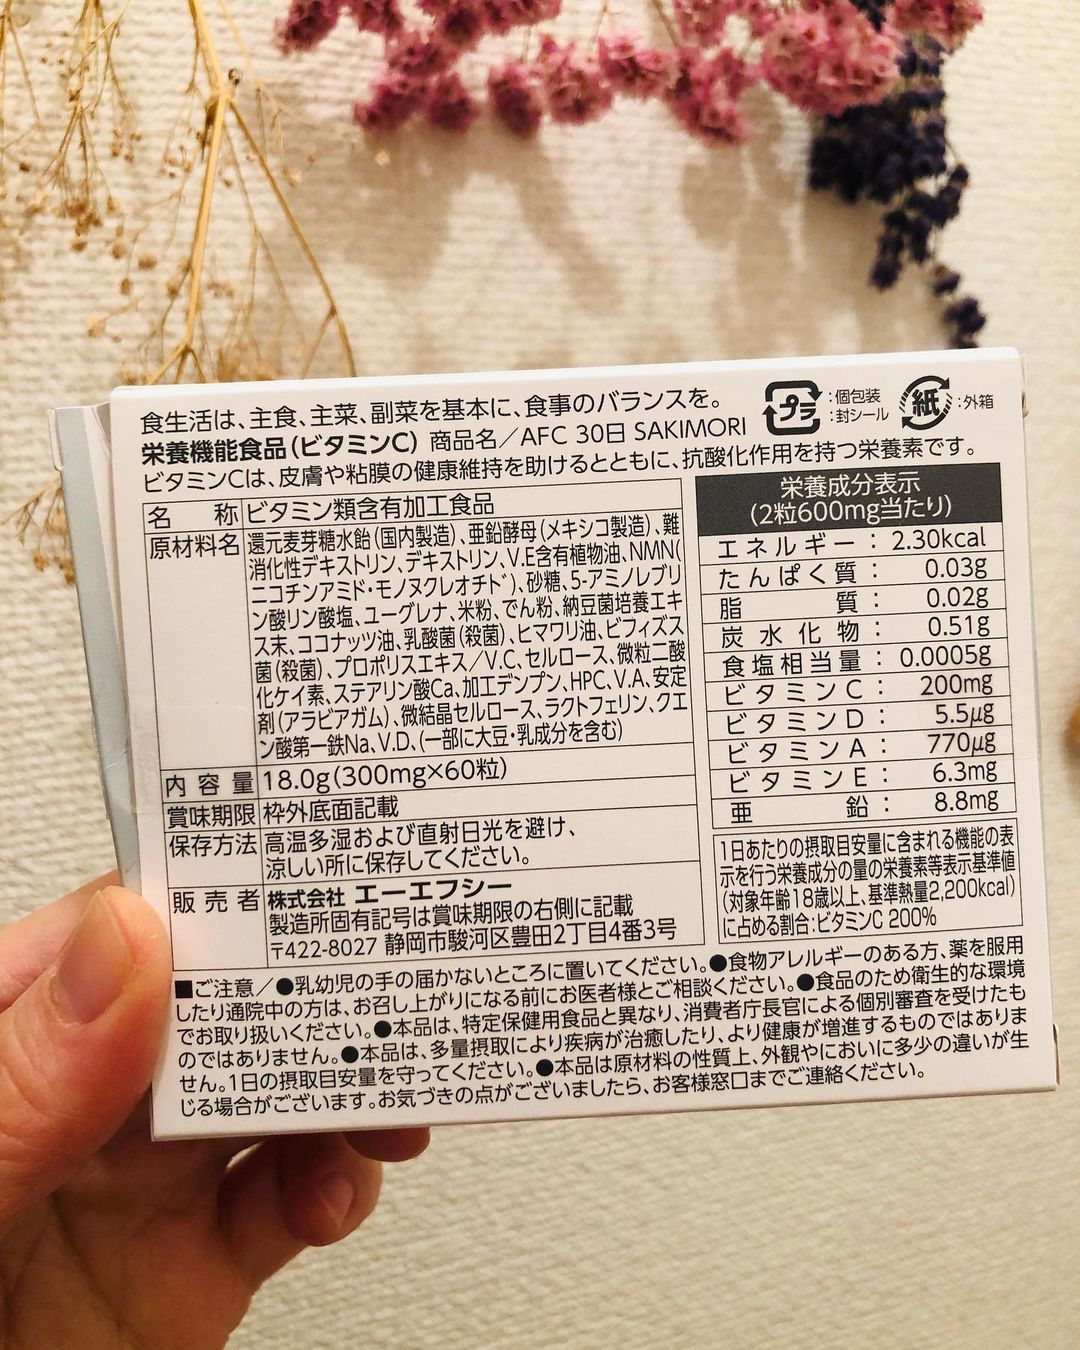 食生活は、主食、主菜、副菜を基本に、食事のバランスを。
プラ :個包装
:封シール
紙 :外箱
栄養機能食品(ビタミンC) 商品名/AFC 30日 SAKIMORI
ビタミンCは、皮膚や粘膜の健康維持を助けるとともに、抗酸化作用を持つ栄養素です。
名 称 ビタミン類含有加工食品
原材料名 還元麦芽糖水飴(国内製造)、亜鉛酵母(メキシコ製造)、難
消化性デキストリン、デキストリン、V.E含有植物油、NMN(
ニコチンアミド・モノヌクレオチド)、砂糖、5-アミノレブリ
ン酸リン酸塩、ユーグレナ、米粉、でん粉、納豆菌培養エキ
ス末、ココナッツ油、乳酸菌(殺菌)、ヒマワリ油、ビフィズス
菌(殺菌)、プロポリスエキス/V.C、セルロース、微粒二酸
化ケイ素、ステアリン酸Ca、加工デンプン、HPC、V.A、安定
剤(アラビアガム)、微結晶セルロース、ラクトフェリン、クエ
ン酸第一鉄Na、V.D、(一部に大豆・乳成分を含む)
内容量 18.0g(300mg×60粒)
賞味期限 枠外底面記載
保存方法 高温多湿および直射日光を避け、
涼しい所に保存してください。
販売者 株式会社 エーエフシー
製造所固有記号は賞味期限の右側に記載
〒422-8027 静岡市駿河区豊田2丁目4番3号
栄養成分表示
(2粒600mg当たり)
エネルギー: 2.30kcal
たんぱく質: 0.03g
脂質: 0.02g
炭水化物: 0.51g
食塩相当量: 0.0005g
ビタミンC: 200mg
ビタミンD: 5.5μg
ビタミンA: 770μg
ビタミンE: 6.3mg
亜鉛: 8.8mg
1日あたりの摂取目安量に含まれる機能の表
示を行う栄養成分の量の栄養素等表示基準値
(対象年齢18歳以上、基準熱量2,200kcal)
に占める割合:ビタミンC 200%
■ご注意/●乳幼児の手の届かないところに置いてください。●食物アレルギーのある方、薬を服用
したり通院中の方は、お召し上がりになる前にお医者様とご相談ください。●食品のため衛生的な環境
でお取り扱いください。●本品は、特定保健用食品と異なり、消費者庁長官による個別審査を受けたも
のではありません。●本品は、多量摂取により疾病が治癒したり、より健康が増進するものではありま
せん。1日の摂取目安量を守ってください。●本品は原材料の性質上、外観やにおいに多少の違いが生
じる場合がございます。お気づきの点がございましたら、お客様窓口までご連絡ください。